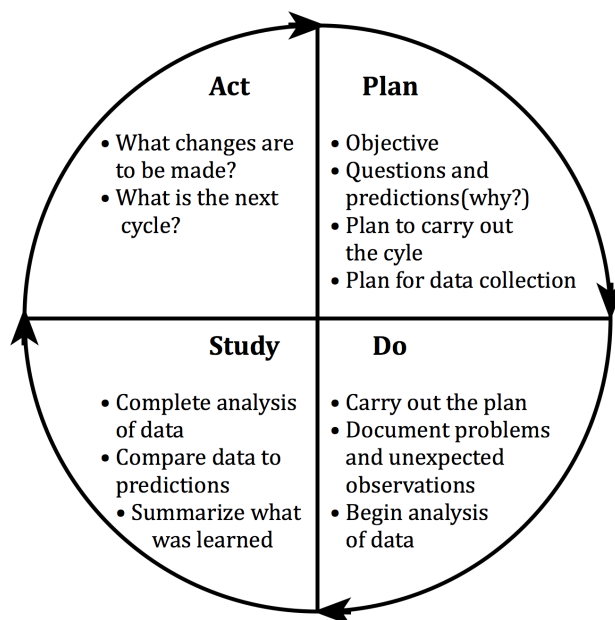 Act
• What changes are
to be made?
• What is the next
cycle?
Plan
• Objective
• Questions and
predictions(why?)
• Plan to carry out
the cyle
• Plan for data collection
Study
• Complete analysis
of data
• Compare data to
predictions
• Summarize what
was learned
Do
• Carry out the plan
• Document problems
and unexpected
observations
• Begin analysis
of data